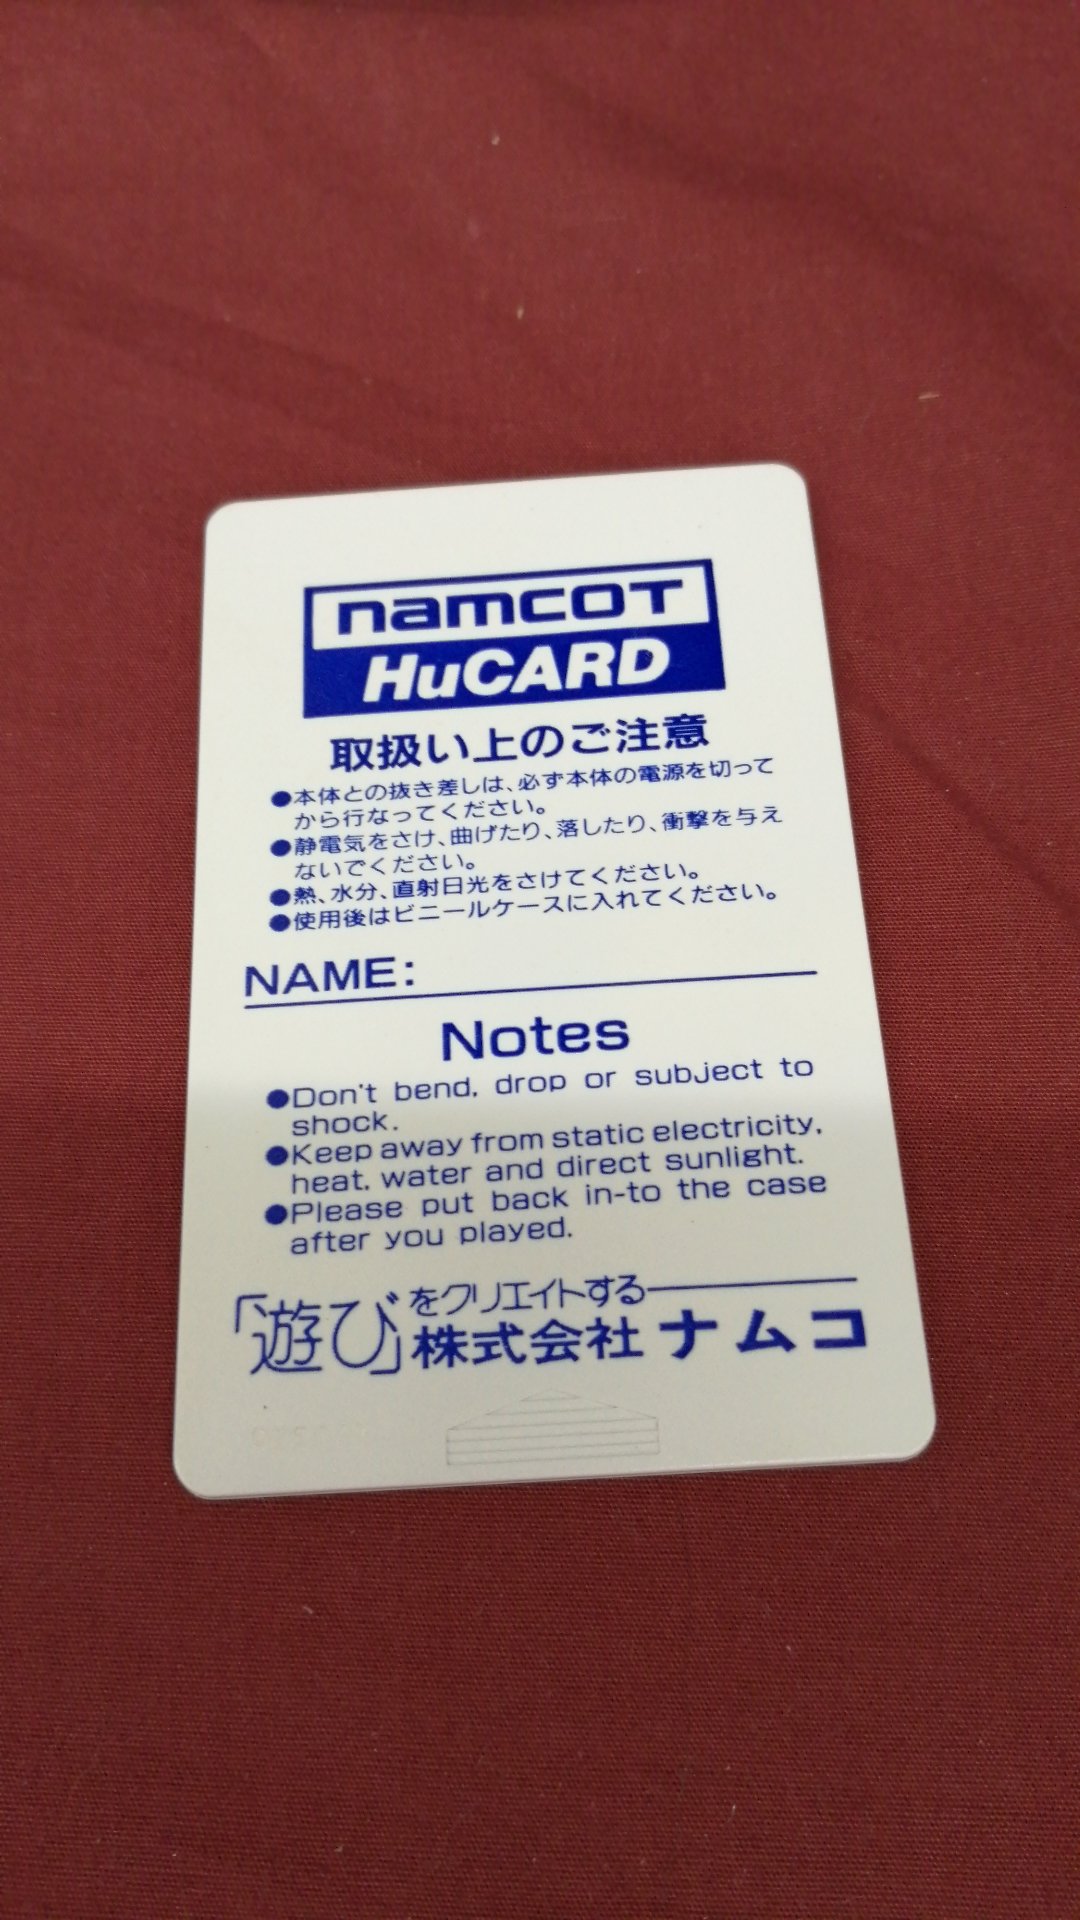 namcoT
HuCARD
取扱い上のご注意
●本体との抜き差しは、必ず本体の電源を切って
から行なってください。
●静電気をさけ、曲げたり、落したり、衝撃を与え
ないでください。
●熱、水分、直射日光をさけてください。
●使用後はビニールケースに入れてください。
NAME:
Notes
●Don't bend, drop or subject to
shock.
●Keep away from static electricity,
heat, water and direct sunlight.
●Please put back in-to the case
after you played.
「遊び」をクリエイトする
株式会社ナムコ